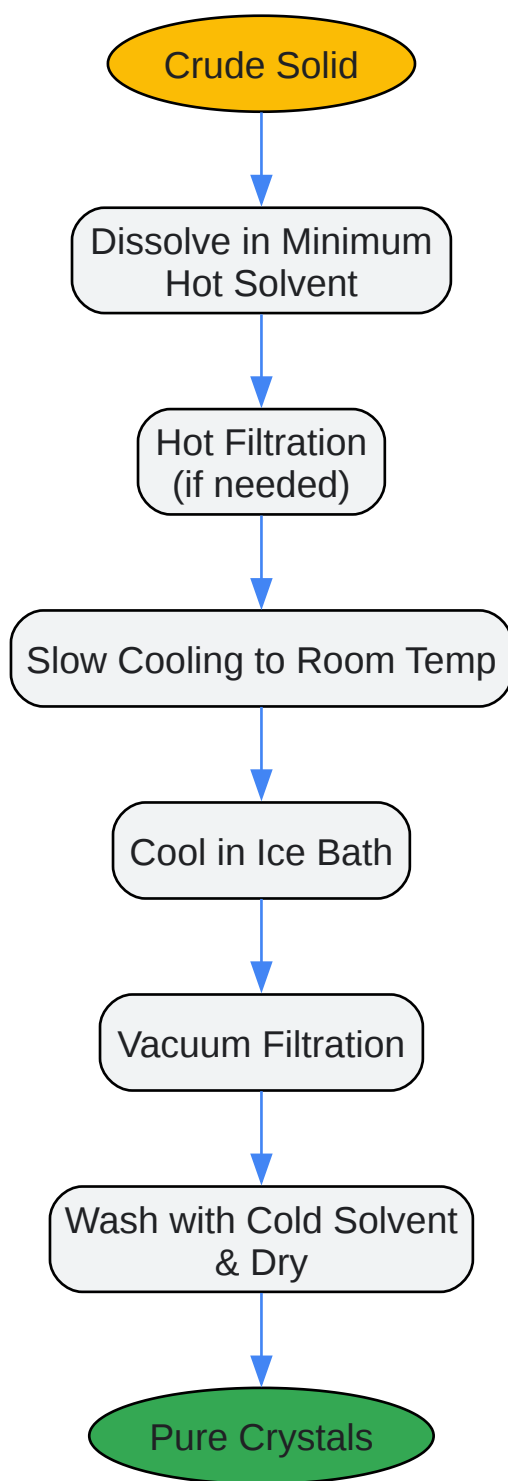 Crude Solid
Dissolve in Minimum
Hot Solvent
Hot Filtration
(if needed)
Slow Cooling to Room Temp
Cool in Ice Bath
Vacuum Filtration
Wash with Cold Solvent
& Dry
Pure Crystals